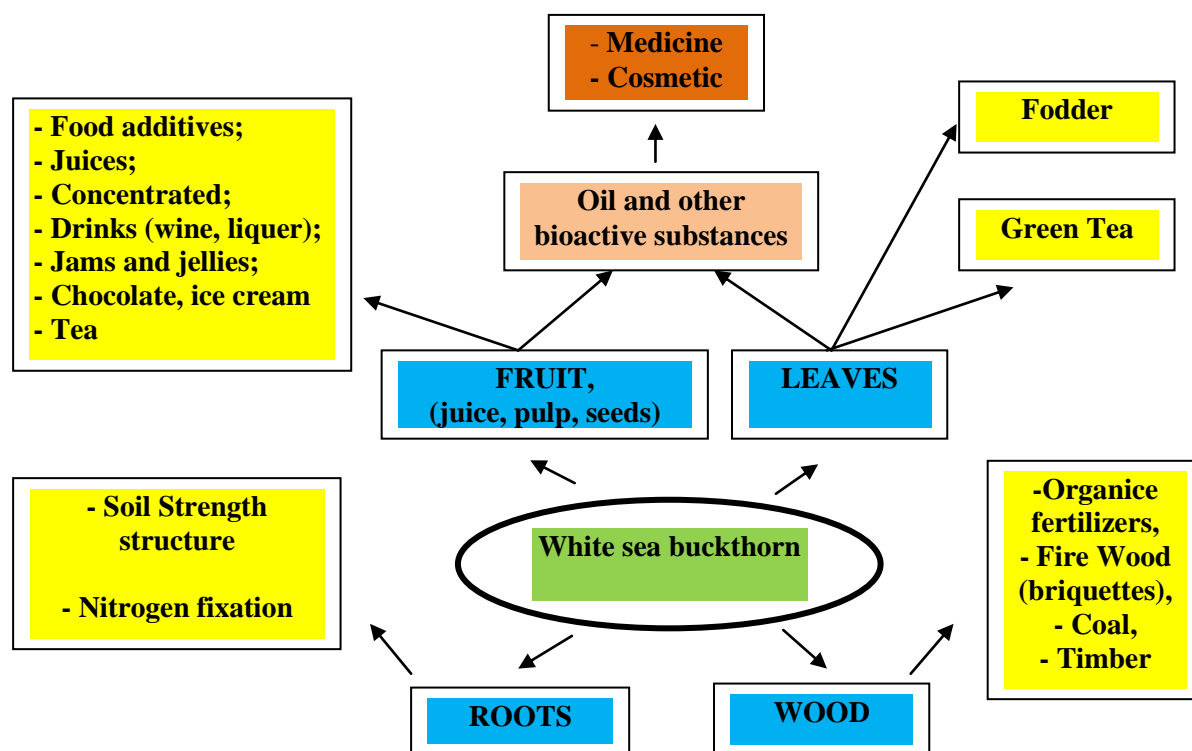 - Medicine
- Cosmetic
- Food additives;
- Juices;
- Concentrated;
- Drinks (wine, liquer);
- Jams and jellies;
- Chocolate, ice cream
- Tea
Oil and other
bioactive substances
Fodder
Green Tea
FRUIT,
(juice, pulp, seeds)
LEAVES
- Soil Strength
structure
- Nitrogen fixation
White sea buckthorn
-Organice
fertilizers,
- Fire Wood
(briquettes),
- Coal,
- Timber
ROOTS
WOOD